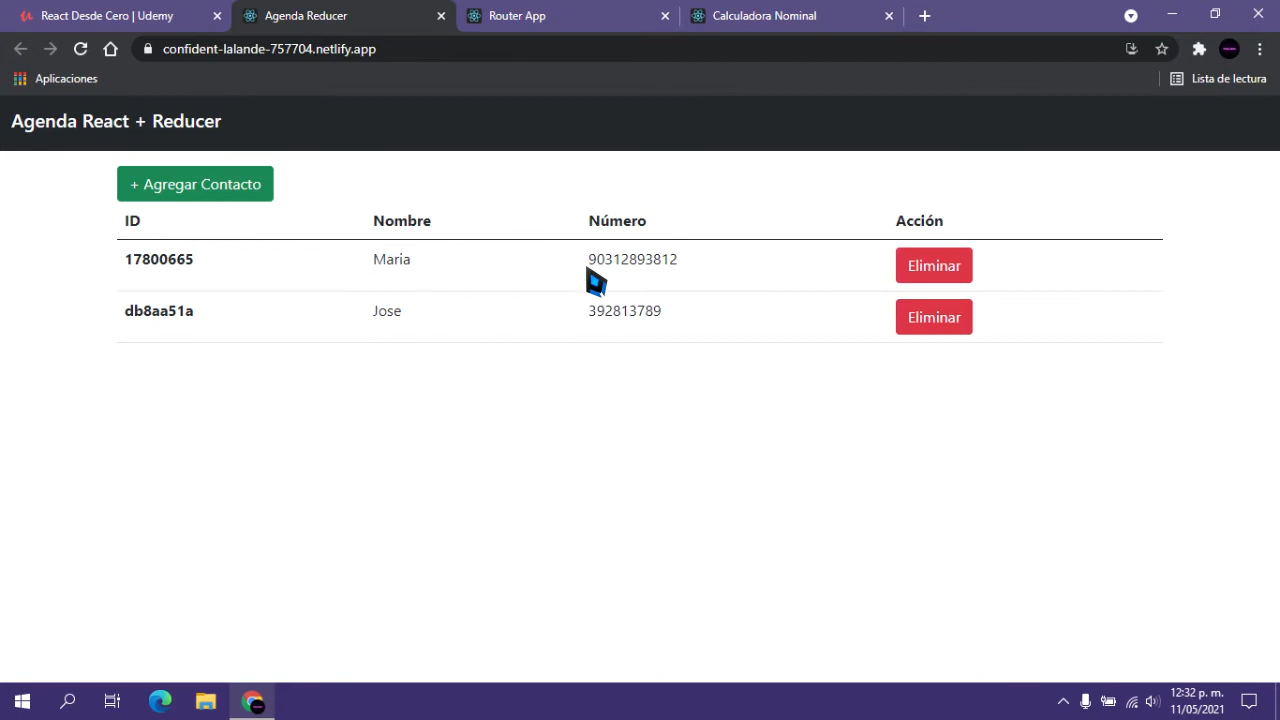 React Desde Cero | Udemy
Agenda Reducer
Router App
Calculadora Nominal
confident-lalande-757704.netlify.app
Aplicaciones
Lista de lectura
Agenda React + Reducer
+ Agregar Contacto
ID Nombre Número Acción
17800665 Maria 90312893812 Eliminar
db8aa51a Jose 392813789 Eliminar
12:32 p. m.
11/05/2021